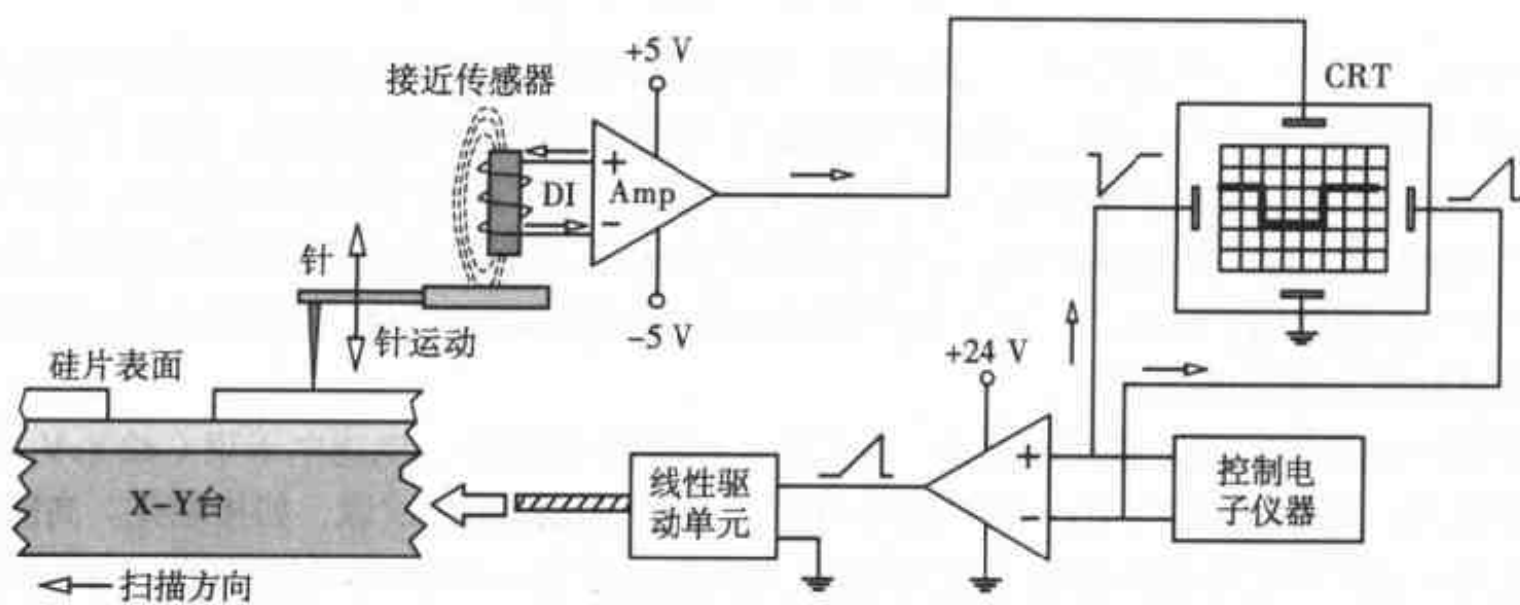 +5 V
接近传感器
CRT
+
DI
Amp
−
针
针运动
−5 V
硅片表面
+24 V
+
−
控制电
子仪器
线性驱
动单元
X-Y台
扫描方向